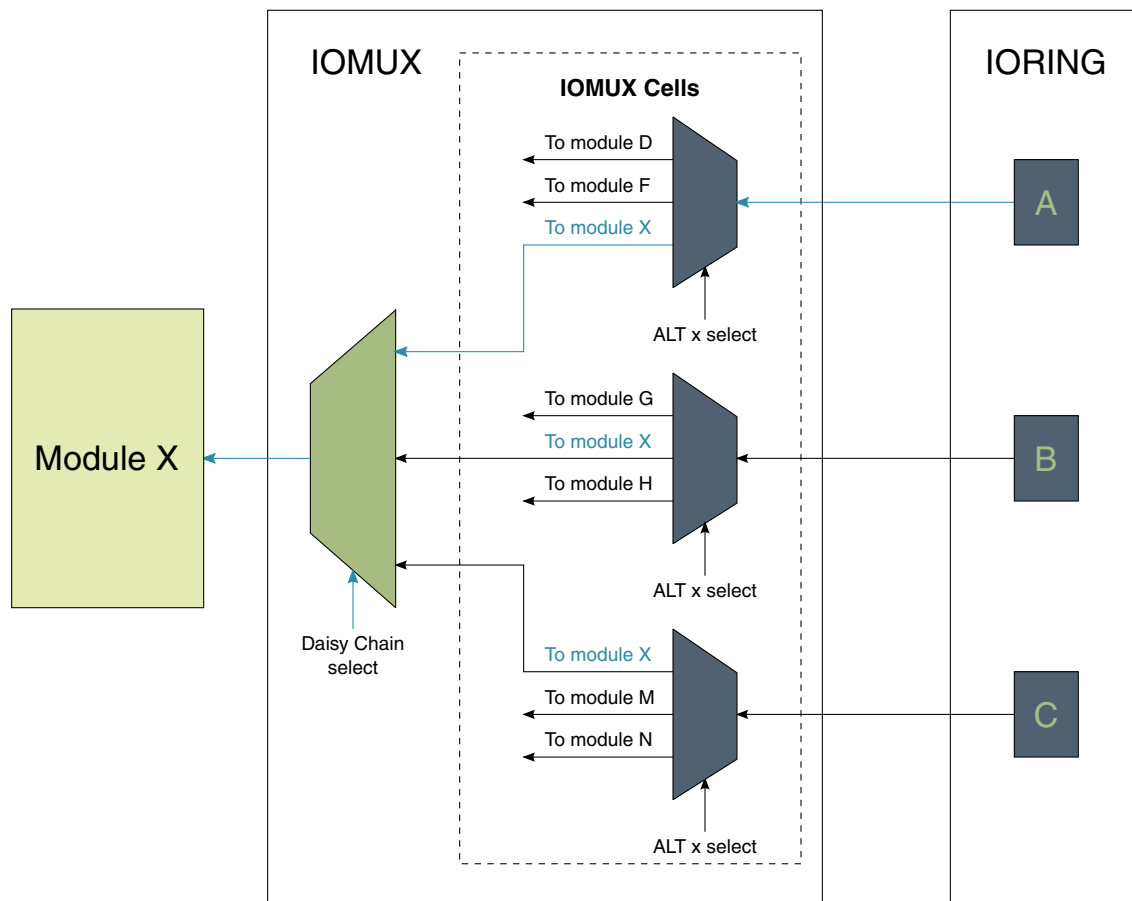 IOMUX
IORING
IOMUX Cells
To module D
To module F
To module X
A
ALT x select
To module G
To module X
To module H
B
Module X
ALT x select
Daisy Chain
select
To module X
To module M
To module N
C
ALT x select